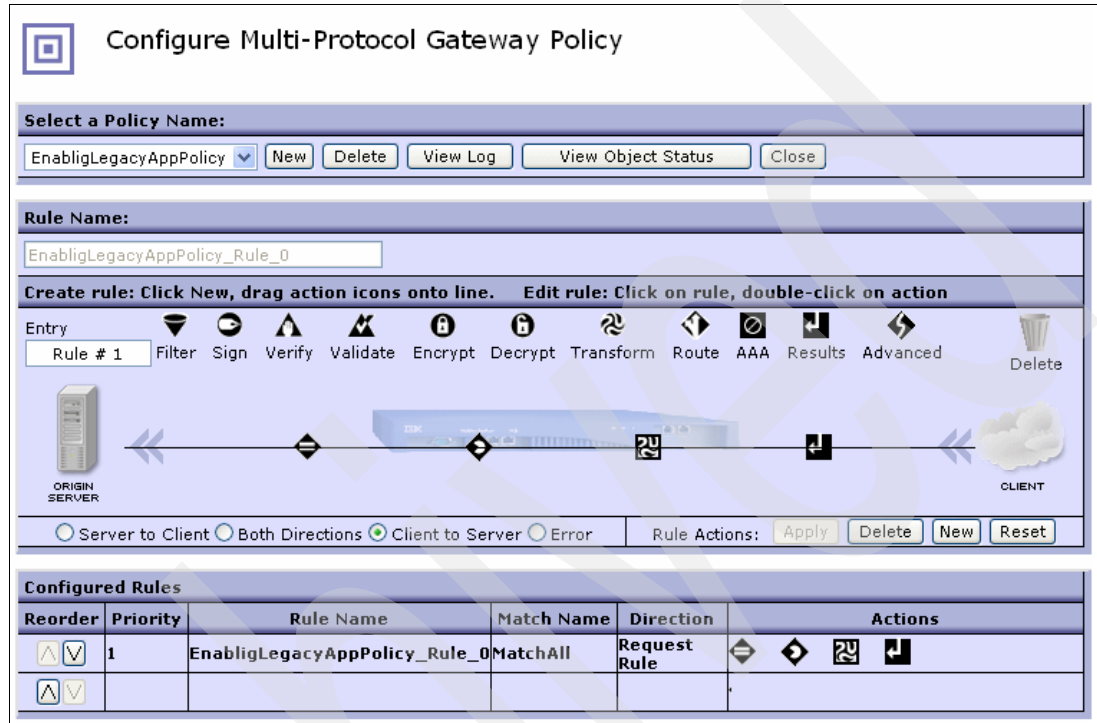 Configure Multi-Protocol Gateway Policy
Select a Policy Name:
EnabligLegacyAppPolicy New Delete View Log View Object Status Close
Rule Name:
EnabligLegacyAppPolicy_Rule_0
Create rule: Click New, drag action icons onto line. Edit rule: Click on rule, double-click on action
Entry
Rule # 1 Filter Sign Verify Validate Encrypt Decrypt Transform Route AAA Results Advanced Delete
IBM
ORIGIN
SERVER
CLIENT
Server to Client Both Directions Client to Server Error Rule Actions: Apply Delete New Reset
Configured Rules
Reorder Priority Rule Name Match Name Direction Actions
1 EnabligLegacyAppPolicy_Rule_0 MatchAll Request
Rule